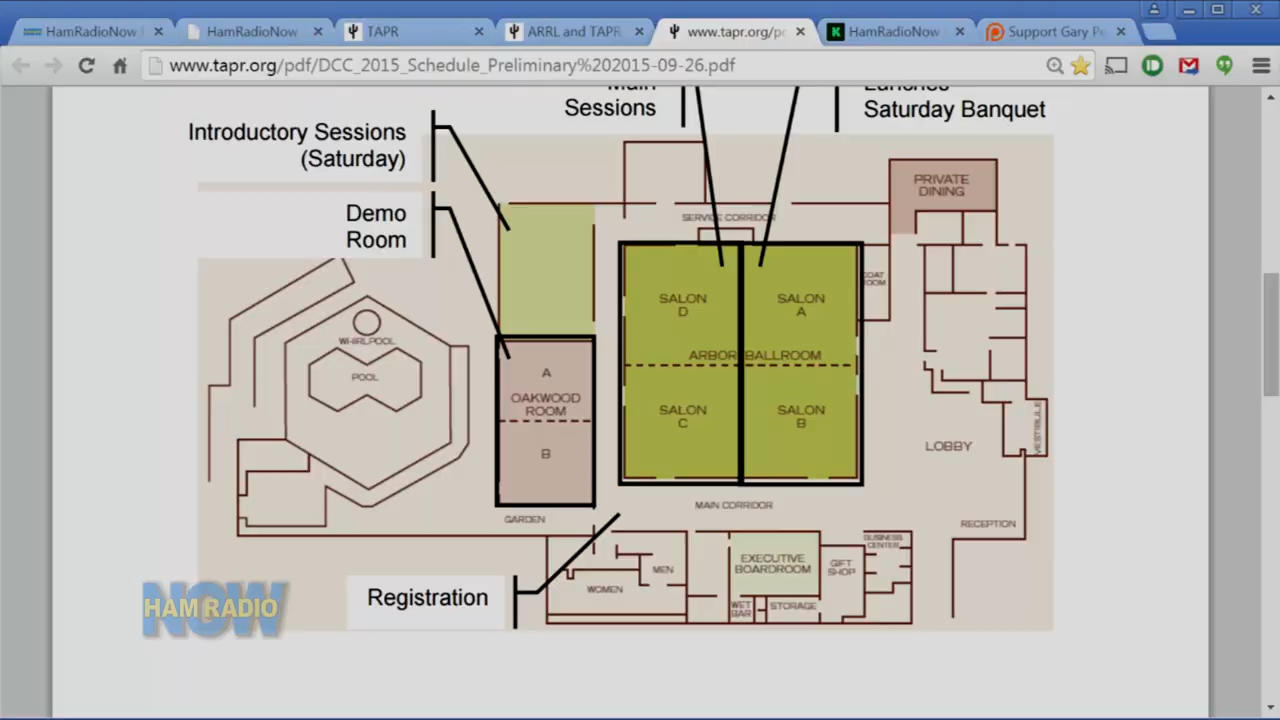 HamRadioNow
HamRadioNow
TAPR
ARRL and TAPR
www.tapr.org/p
HamRadioNow
Support Gary P
www.tapr.org/pdf/DCC_2015_Schedule_Preliminary%202015-09-26.pdf
Main
Sessions
Lunches
Saturday Banquet
Introductory Sessions
(Saturday)
Demo
Room
PRIVATE
DINING
SERVICE CORRIDOR
SALON
D
SALON
A
COAT
ROOM
WHIRLPOOL
POOL
ARBOR BALLROOM
A
OAKWOOD
ROOM
B
SALON
C
SALON
B
LOBBY
VESTIBULE
MAIN CORRIDOR
GARDEN
RECEPTION
BUSINESS
CENTER
EXECUTIVE
BOARDROOM
GIFT
SHOP
MEN
WOMEN
WET
BAR
STORAGE
Registration
HAM RADIO
NOW